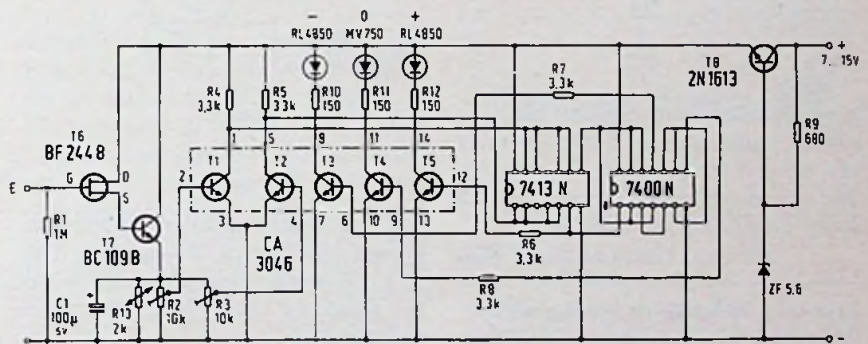 − 0 +
RL4850 MV750 RL4850
T8
2N1613
+
7... 15V
R4
3,3k
R5
3.3k
R10
150
R11
150
R12
150
R7
3,3k
R9
680
T6
BF244B
1 5 9 11 14
T1 T2 T3 T4 T5
12
7413 N
7400 N
E
G D
S
2
R1
1M
T7
BC109B
3 4 7 6 10 9 13
CA
3046
R6
3,3k
R8
3.3k
ZF 5.6
C1
100µ
5V
+
R13
2k
R2
10k
R3
10k
−